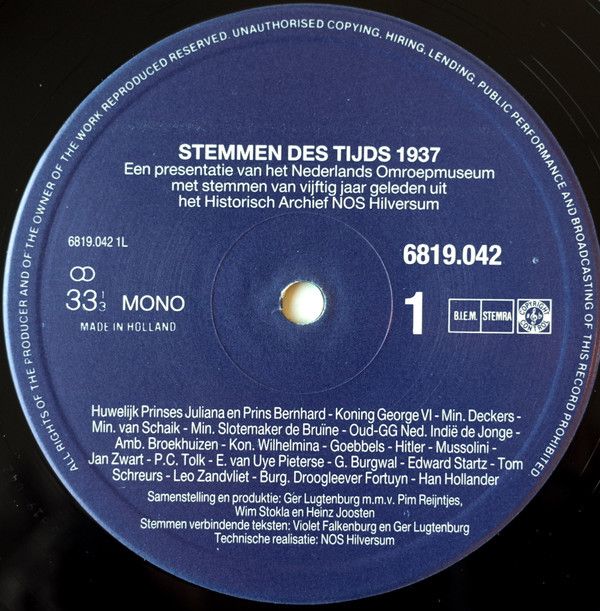 ALL RIGHTS OF THE PRODUCER AND OF THE OWNER OF THE WORK REPRODUCED RESERVED. UNAUTHORISED COPYING, HIRING, LENDING, PUBLIC PERFORMANCE AND BROADCASTING OF THIS RECORD PROHIBITED
STEMMEN DES TIJDS 1937
Een presentatie van het Nederlands Omroepmuseum
met stemmen van vijftig jaar geleden uit
het Historisch Archief NOS Hilversum
6819.042 1L
6819.042
33 1/3 MONO
1
B.I.E.M. STEMRA
COPYRIGHT CONTROL
MADE IN HOLLAND
Huwelijk Prinses Juliana en Prins Bernhard - Koning George VI - Min. Deckers -
Min. van Schaik - Min. Slotemaker de Bruïne - Oud-GG Ned. Indië de Jonge -
Amb. Broekhuizen - Kon. Wilhelmina - Goebbels - Hitler - Mussolini -
Jan Zwart - P.C. Tolk - E. van Uye Pieterse - G. Burgwal - Edward Startz - Tom
Schreurs - Leo Zandvliet - Burg. Droogleever Fortuyn - Han Hollander
Samenstelling en produktie: Ger Lugtenburg m.m.v. Pim Reijntjes,
Wim Stokla en Heinz Joosten
Stemmen verbindende teksten: Violet Falkenburg en Ger Lugtenburg
Technische realisatie: NOS Hilversum